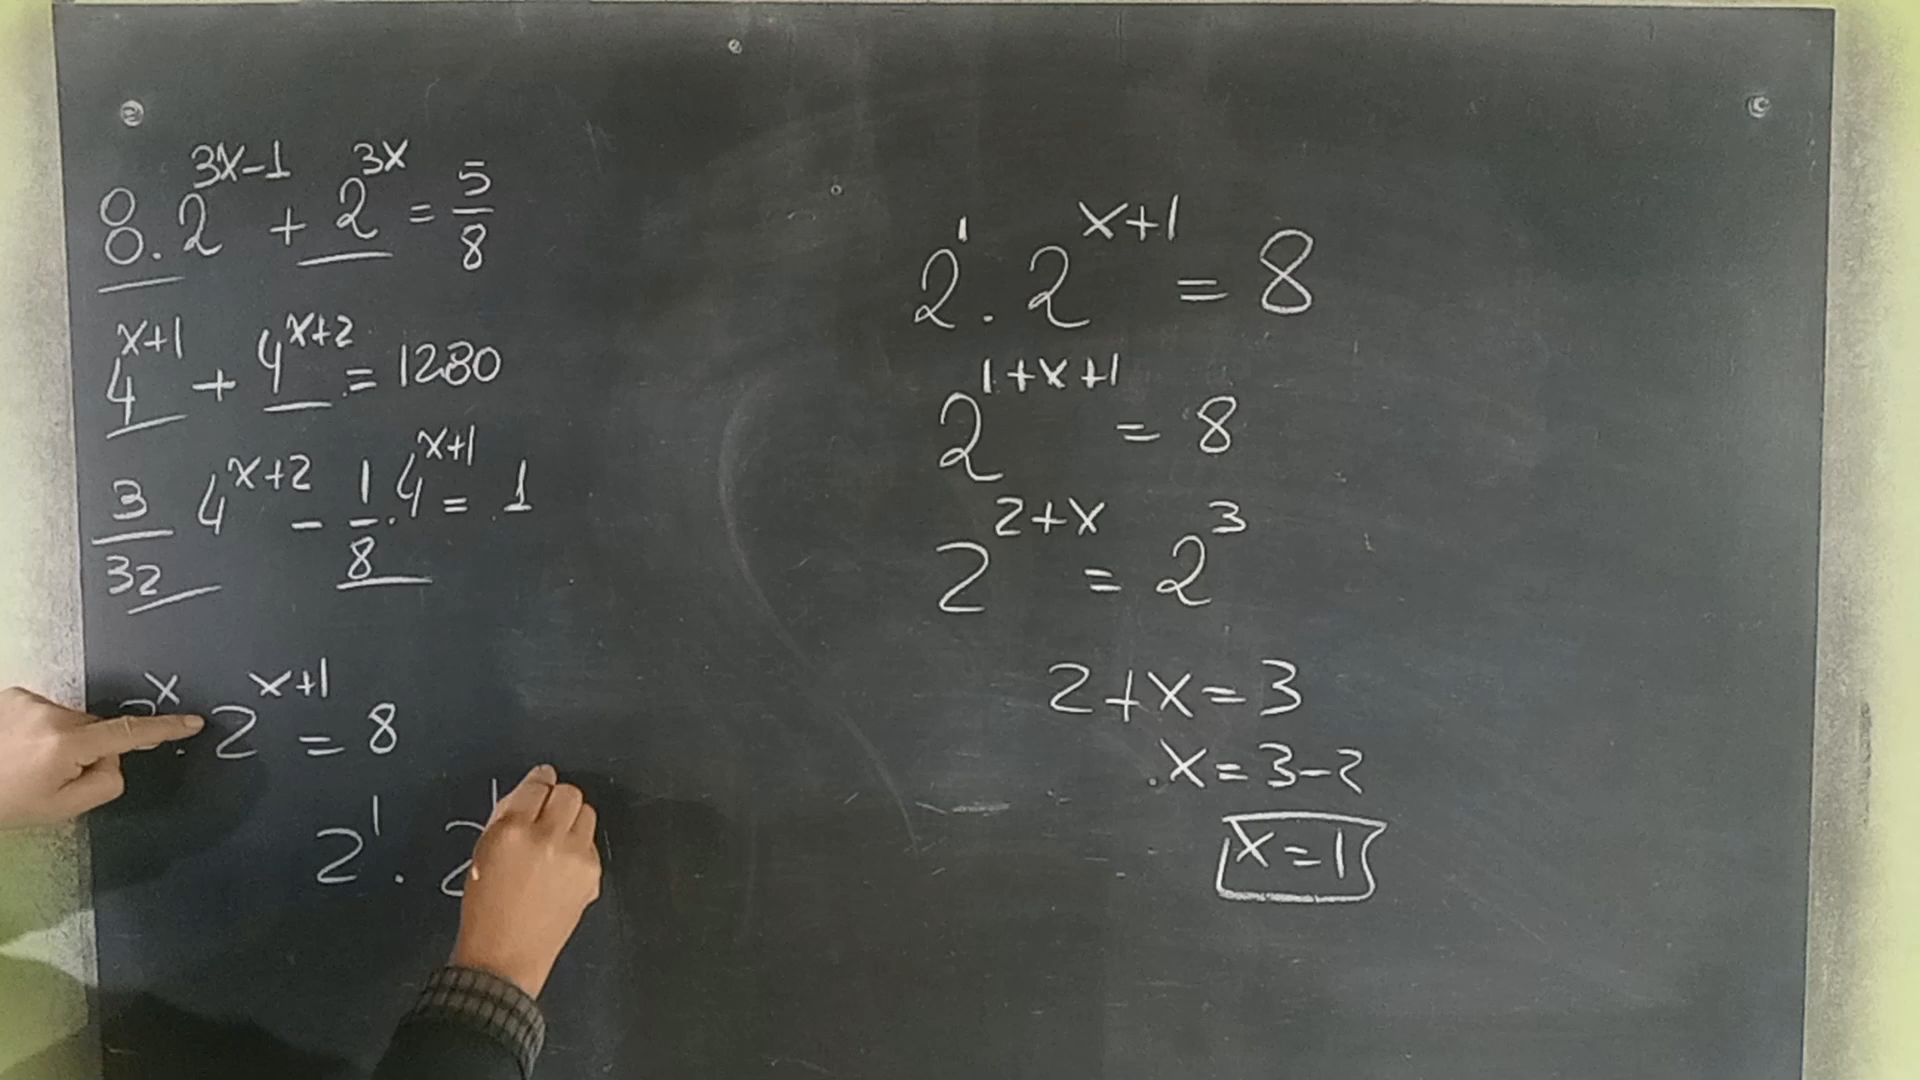 8.2^{3x-1} + 2^{3x} = 5/8
4^{x+1} + 4^{x+2} = 1280
3/32 4^{x+2} - 1/8 . 4^{x+1} = 1
2^x . 2^{x+1} = 8
2^1 . 2^1
2^1 . 2^{x+1} = 8
2^{1+x+1} = 8
2^{2+x} = 2^3
2+x=3
x=3-2
x=1